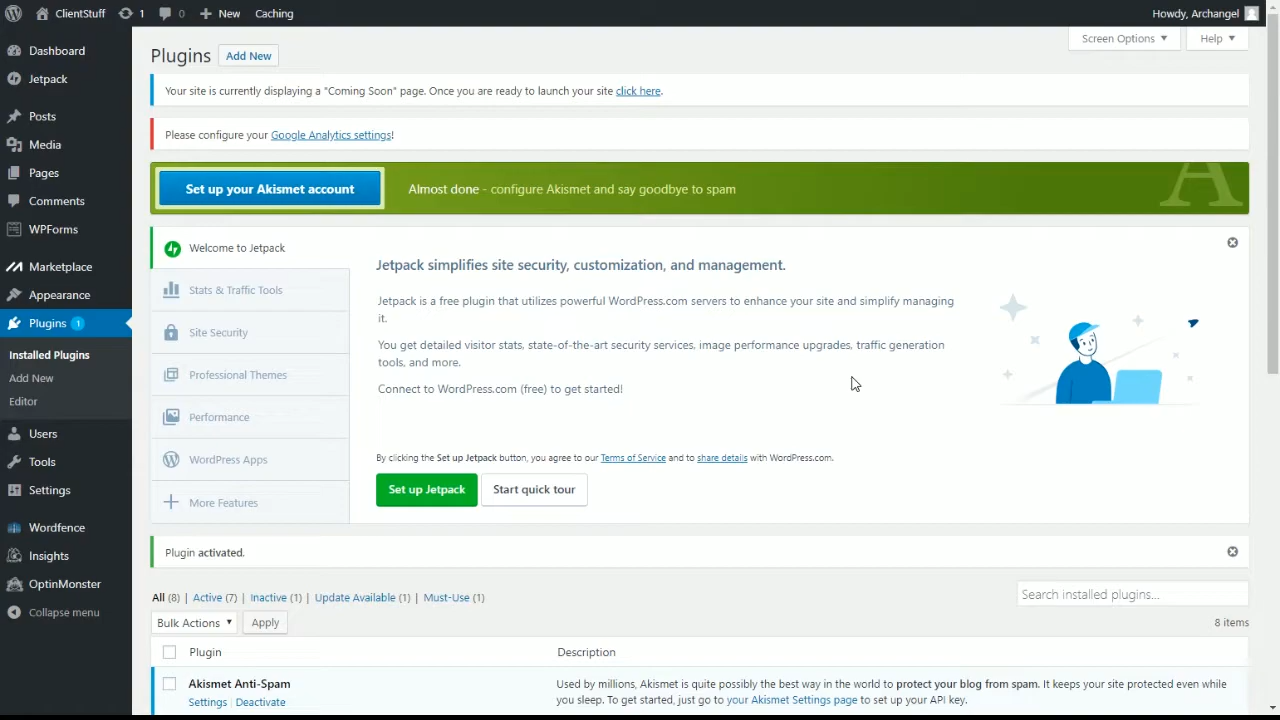 ClientStuff 1 0 + New Caching Howdy, Archangel
Dashboard
Jetpack
Posts
Media
Pages
Comments
WPForms
Marketplace
Appearance
Plugins 1
Installed Plugins
Add New
Editor
Users
Tools
Settings
Wordfence
Insights
OptinMonster
Collapse menu
Screen Options ▼ Help ▼
Plugins Add New
Your site is currently displaying a "Coming Soon" page. Once you are ready to launch your site click here.
Please configure your Google Analytics settings!
Set up your Akismet account Almost done - configure Akismet and say goodbye to spam A
Welcome to Jetpack
Stats & Traffic Tools
Site Security
Professional Themes
Performance
WordPress Apps
More Features
Jetpack simplifies site security, customization, and management.
Jetpack is a free plugin that utilizes powerful WordPress.com servers to enhance your site and simplify managing
it.
You get detailed visitor stats, state-of-the-art security services, image performance upgrades, traffic generation
tools, and more.
Connect to WordPress.com (free) to get started!
By clicking the Set up Jetpack button, you agree to our Terms of Service and to share details with WordPress.com.
Set up Jetpack Start quick tour
Plugin activated.
All (8) | Active (7) | Inactive (1) | Update Available (1) | Must-Use (1)
Search installed plugins...
Bulk Actions ▼ Apply 8 items
Plugin Description
Akismet Anti-Spam
Settings | Deactivate
Used by millions, Akismet is quite possibly the best way in the world to protect your blog from spam. It keeps your site protected even while
you sleep. To get started, just go to your Akismet Settings page to set up your API key.